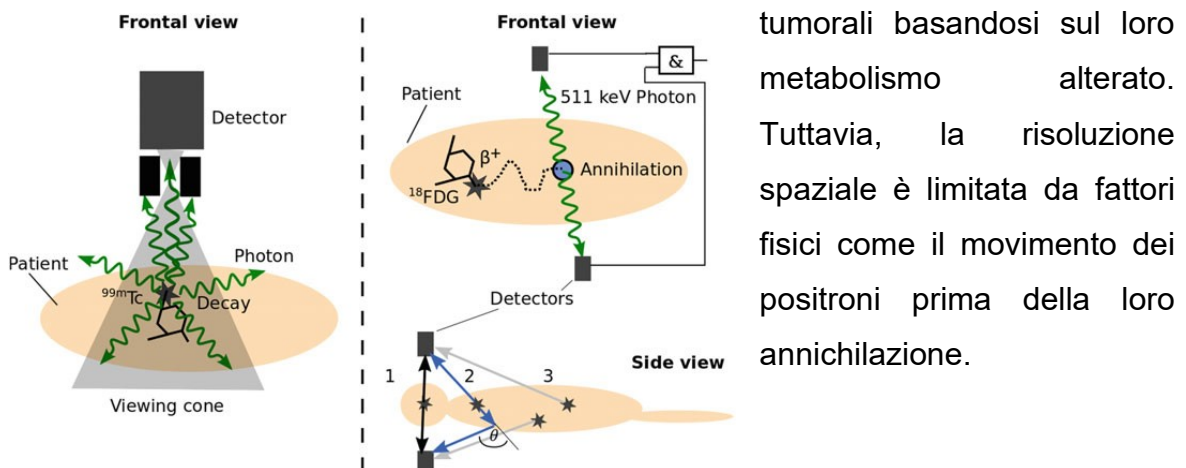 Frontal view
Detector
Patient
Photon
⁹⁹ᵐTc
Decay
Viewing cone
Frontal view
&
Patient
511 keV Photon
β⁺
Annihilation
¹⁸FDG
Detectors
Side view
1
2
3
θ
tumorali basandosi sul loro
metabolismo alterato.
Tuttavia, la risoluzione
spaziale è limitata da fattori
fisici come il movimento dei
positroni prima della loro
annichilazione.